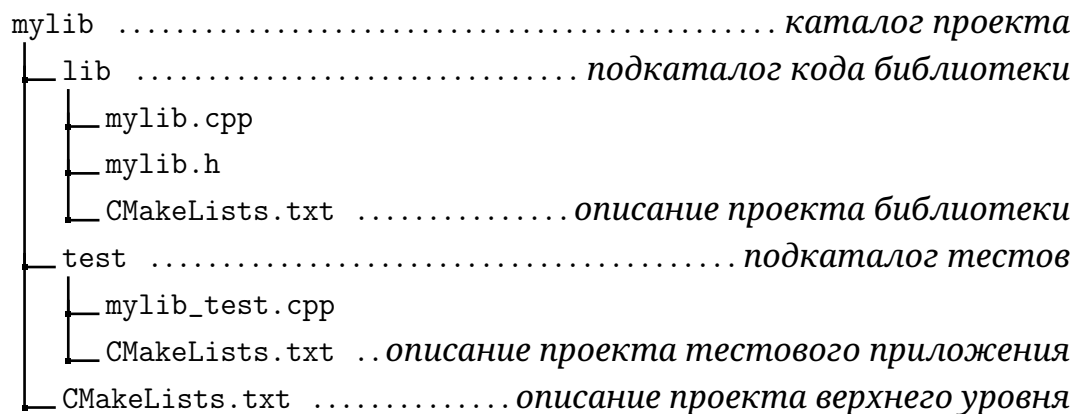 mylib ................................................ каталог проекта
lib ............................... подкаталог кода библиотеки
mylib.cpp
mylib.h
CMakeLists.txt ............... описание проекта библиотеки
test ......................................... подкаталог тестов
mylib_test.cpp
CMakeLists.txt .. описание проекта тестового приложения
CMakeLists.txt .............. описание проекта верхнего уровня